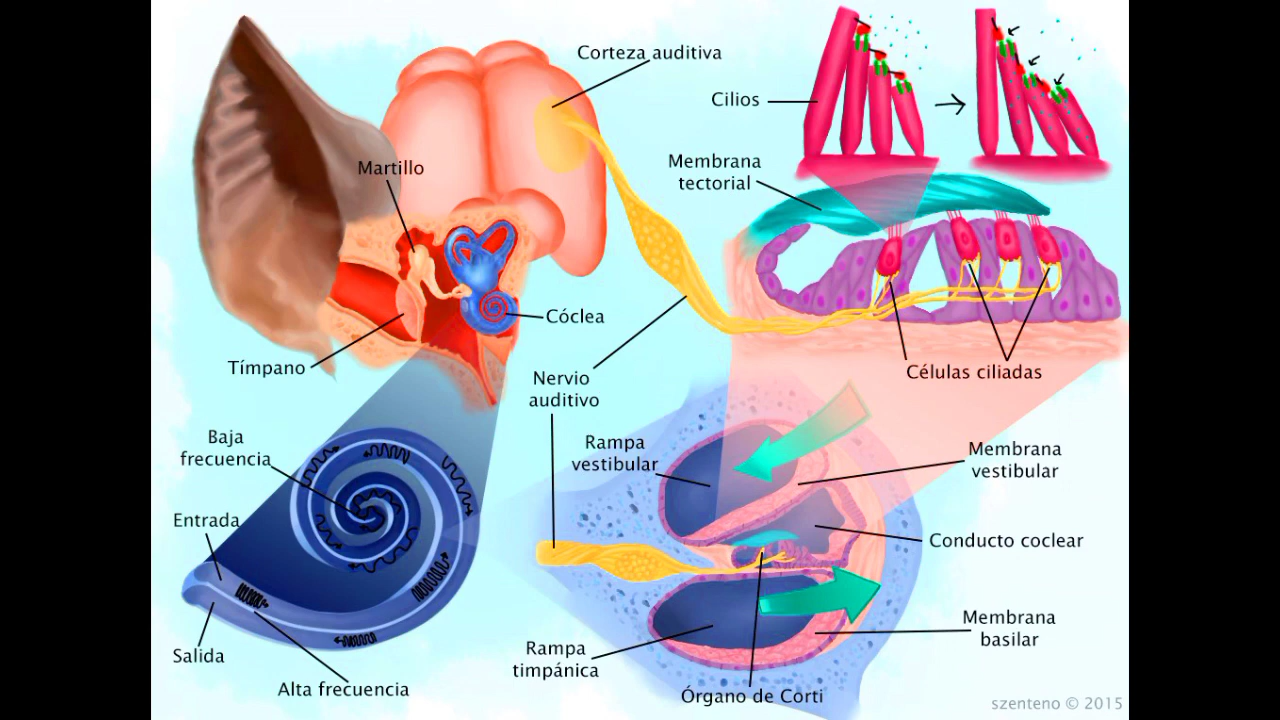 Corteza auditiva
Cilios
Martillo
Membrana
tectorial
Cóclea
Tímpano
Nervio
auditivo
Células ciliadas
Baja
frecuencia
Rampa
vestibular
Membrana
vestibular
Entrada
Conducto coclear
Salida
Rampa
timpánica
Membrana
basilar
Alta frecuencia
Órgano de Corti
szenteno © 2015